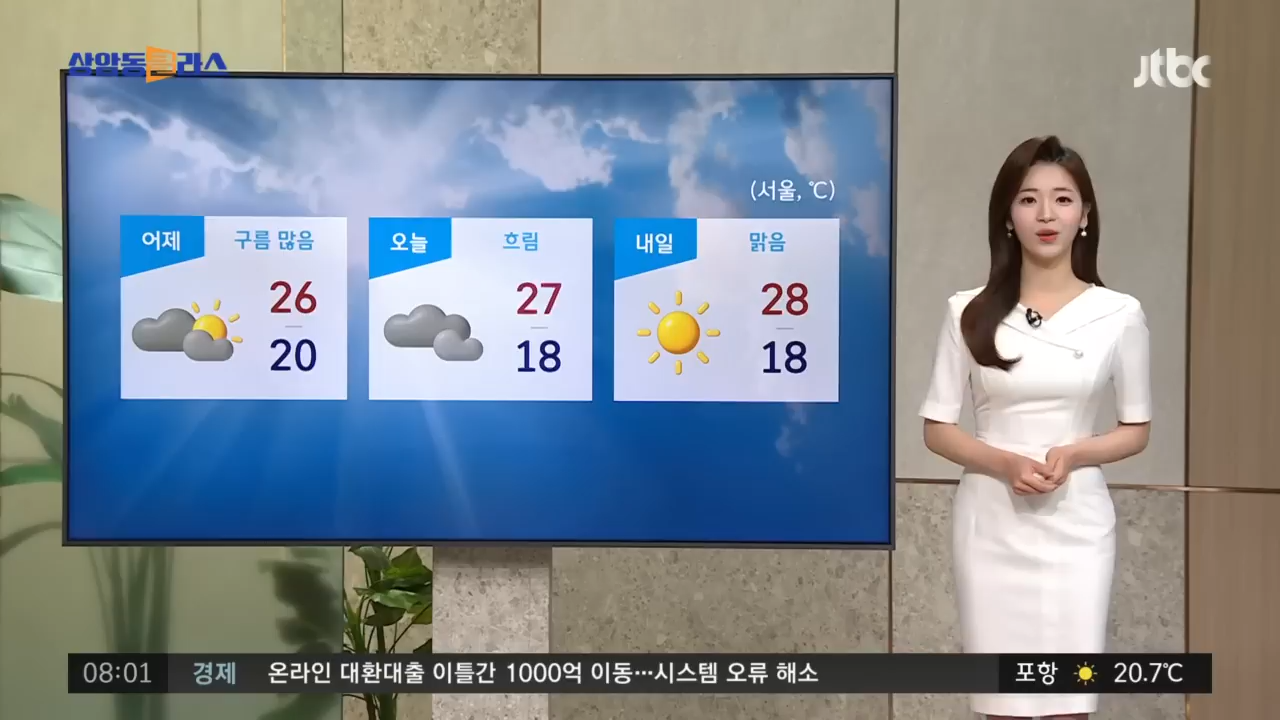 상암동클라스
jtbc
(서울, ℃)
어제 구름 많음
26
20
오늘 흐림
27
18
내일 맑음
28
18
08:01 경제 온라인 대환대출 이틀간 1000억 이동…시스템 오류 해소 포항 20.7℃